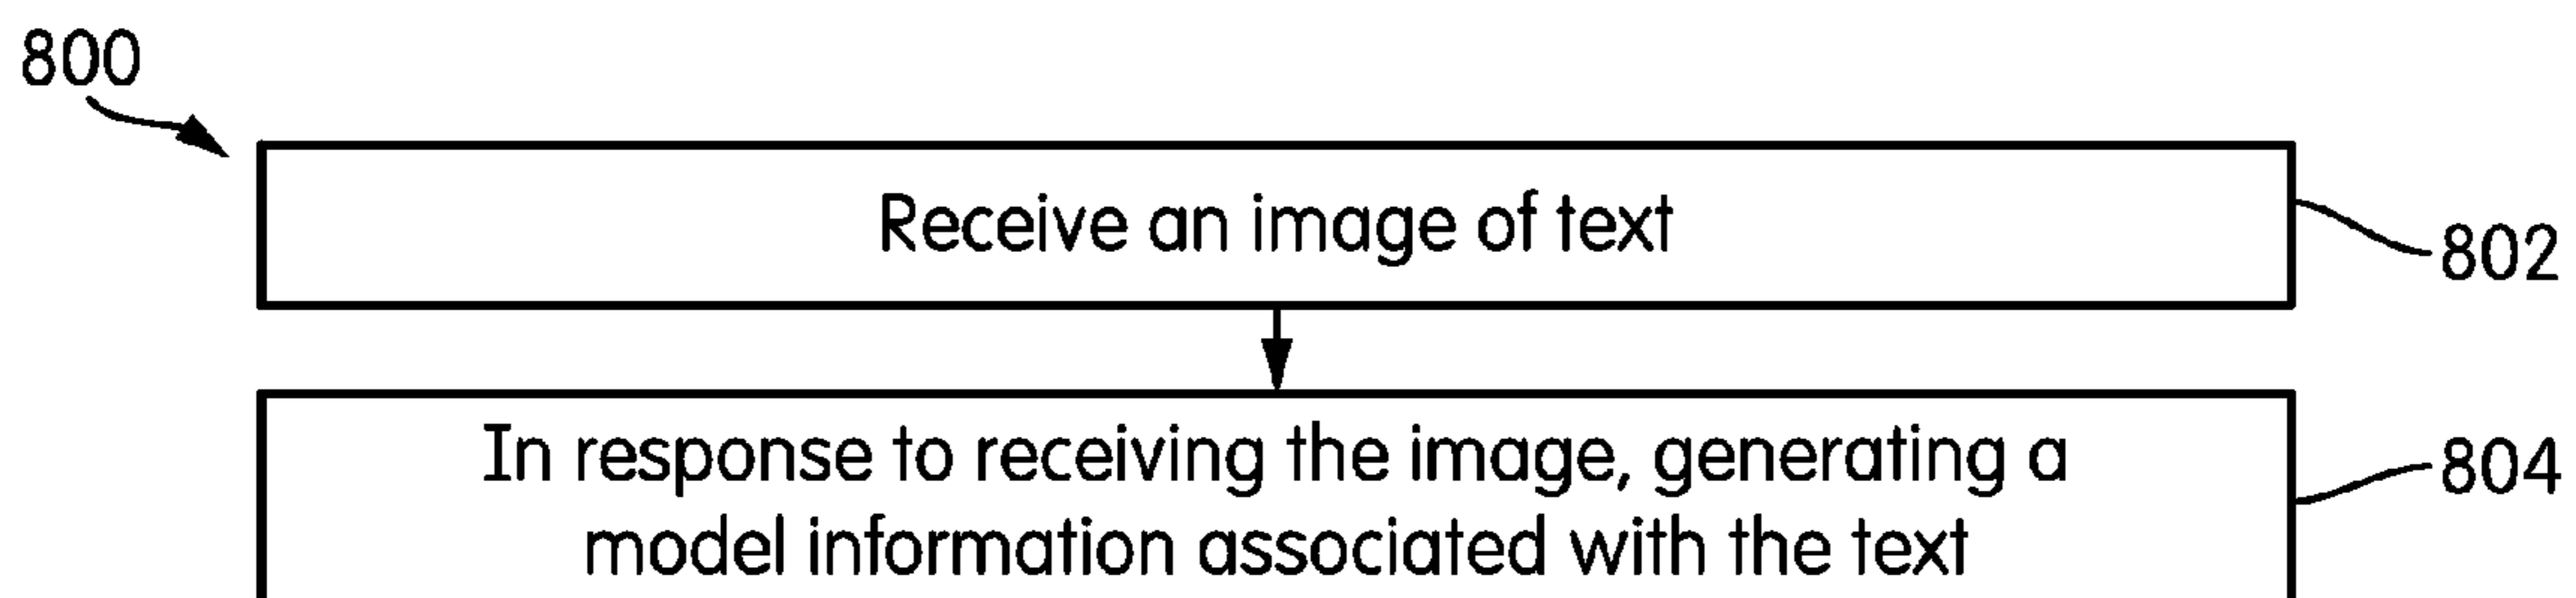 800
Receive an image of text
802
In response to receiving the image, generating a
804
model information associated with the text